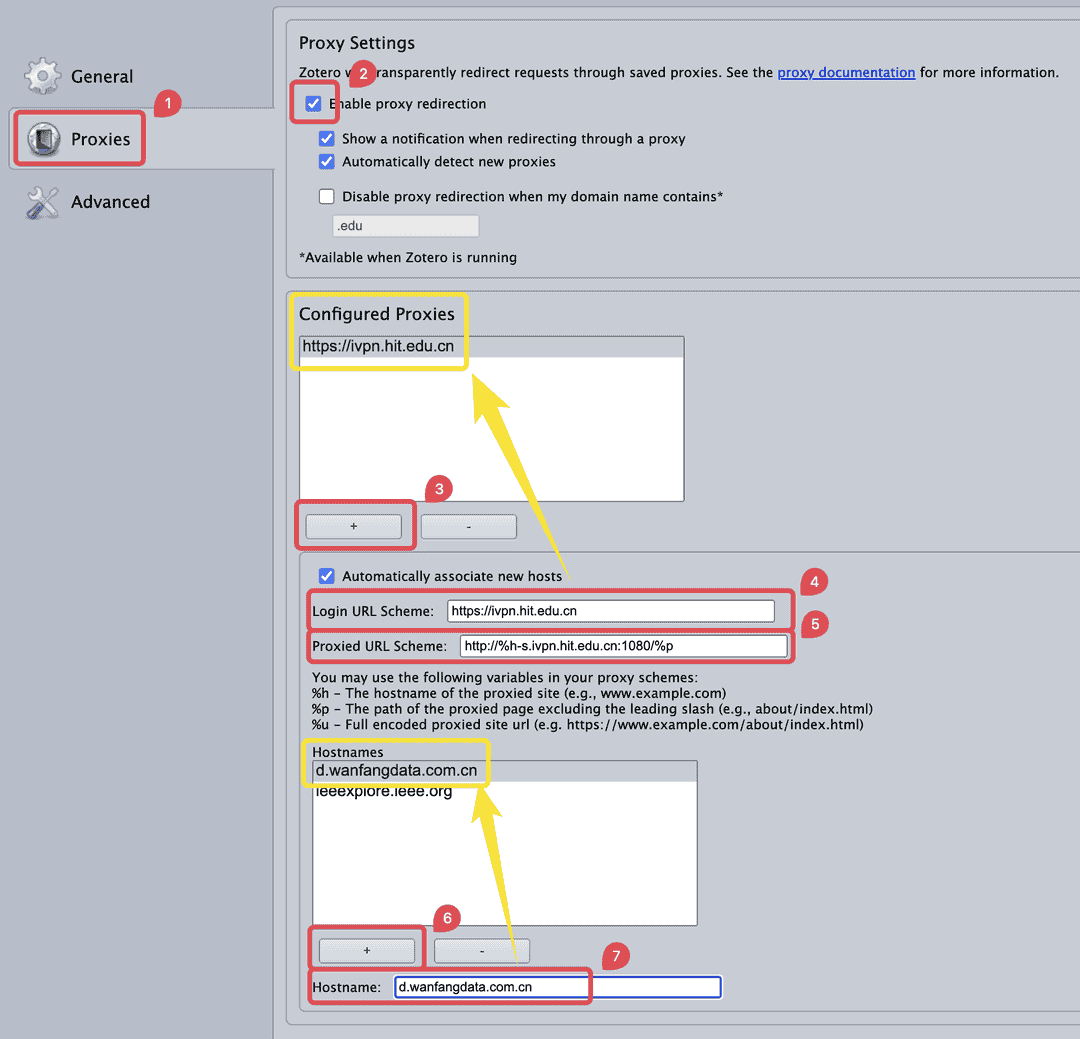 General
1
Proxies
Advanced
Proxy Settings
Zotero w transparently redirect requests through saved proxies. See the proxy documentation for more information.
2
Enable proxy redirection
Show a notification when redirecting through a proxy
Automatically detect new proxies
Disable proxy redirection when my domain name contains*
.edu
*Available when Zotero is running
Configured Proxies
https://ivpn.hit.edu.cn
3
+
-
Automatically associate new hosts
4
Login URL Scheme: https://ivpn.hit.edu.cn
5
Proxied URL Scheme: http://%h-s.ivpn.hit.edu.cn:1080/%p
You may use the following variables in your proxy schemes:
%h – The hostname of the proxied site (e.g., www.example.com)
%p – The path of the proxied page excluding the leading slash (e.g., about/index.html)
%u – Full encoded proxied site url (e.g. https://www.example.com/about/index.html)
Hostnames
d.wanfangdata.com.cn
ieeexplore.ieee.org
6
+
-
7
Hostname: d.wanfangdata.com.cn